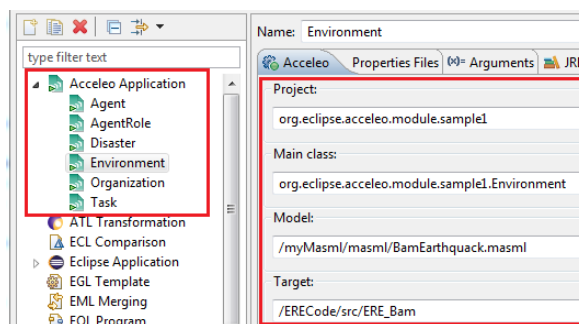 type filter text
Acceleo Application
Agent
AgentRole
Disaster
Environment
Organization
Task
ATL Transformation
ECL Comparison
Eclipse Application
EGL Template
EML Merging
EOL Program
Name: Environment
Acceleo Properties Files (x)= Arguments
Project:
org.eclipse.acceleo.module.sample1
Main class:
org.eclipse.acceleo.module.sample1.Environment
Model:
/myMasml/masml/BamEarthquack.masml
Target:
/ERECode/src/ERE_Bam